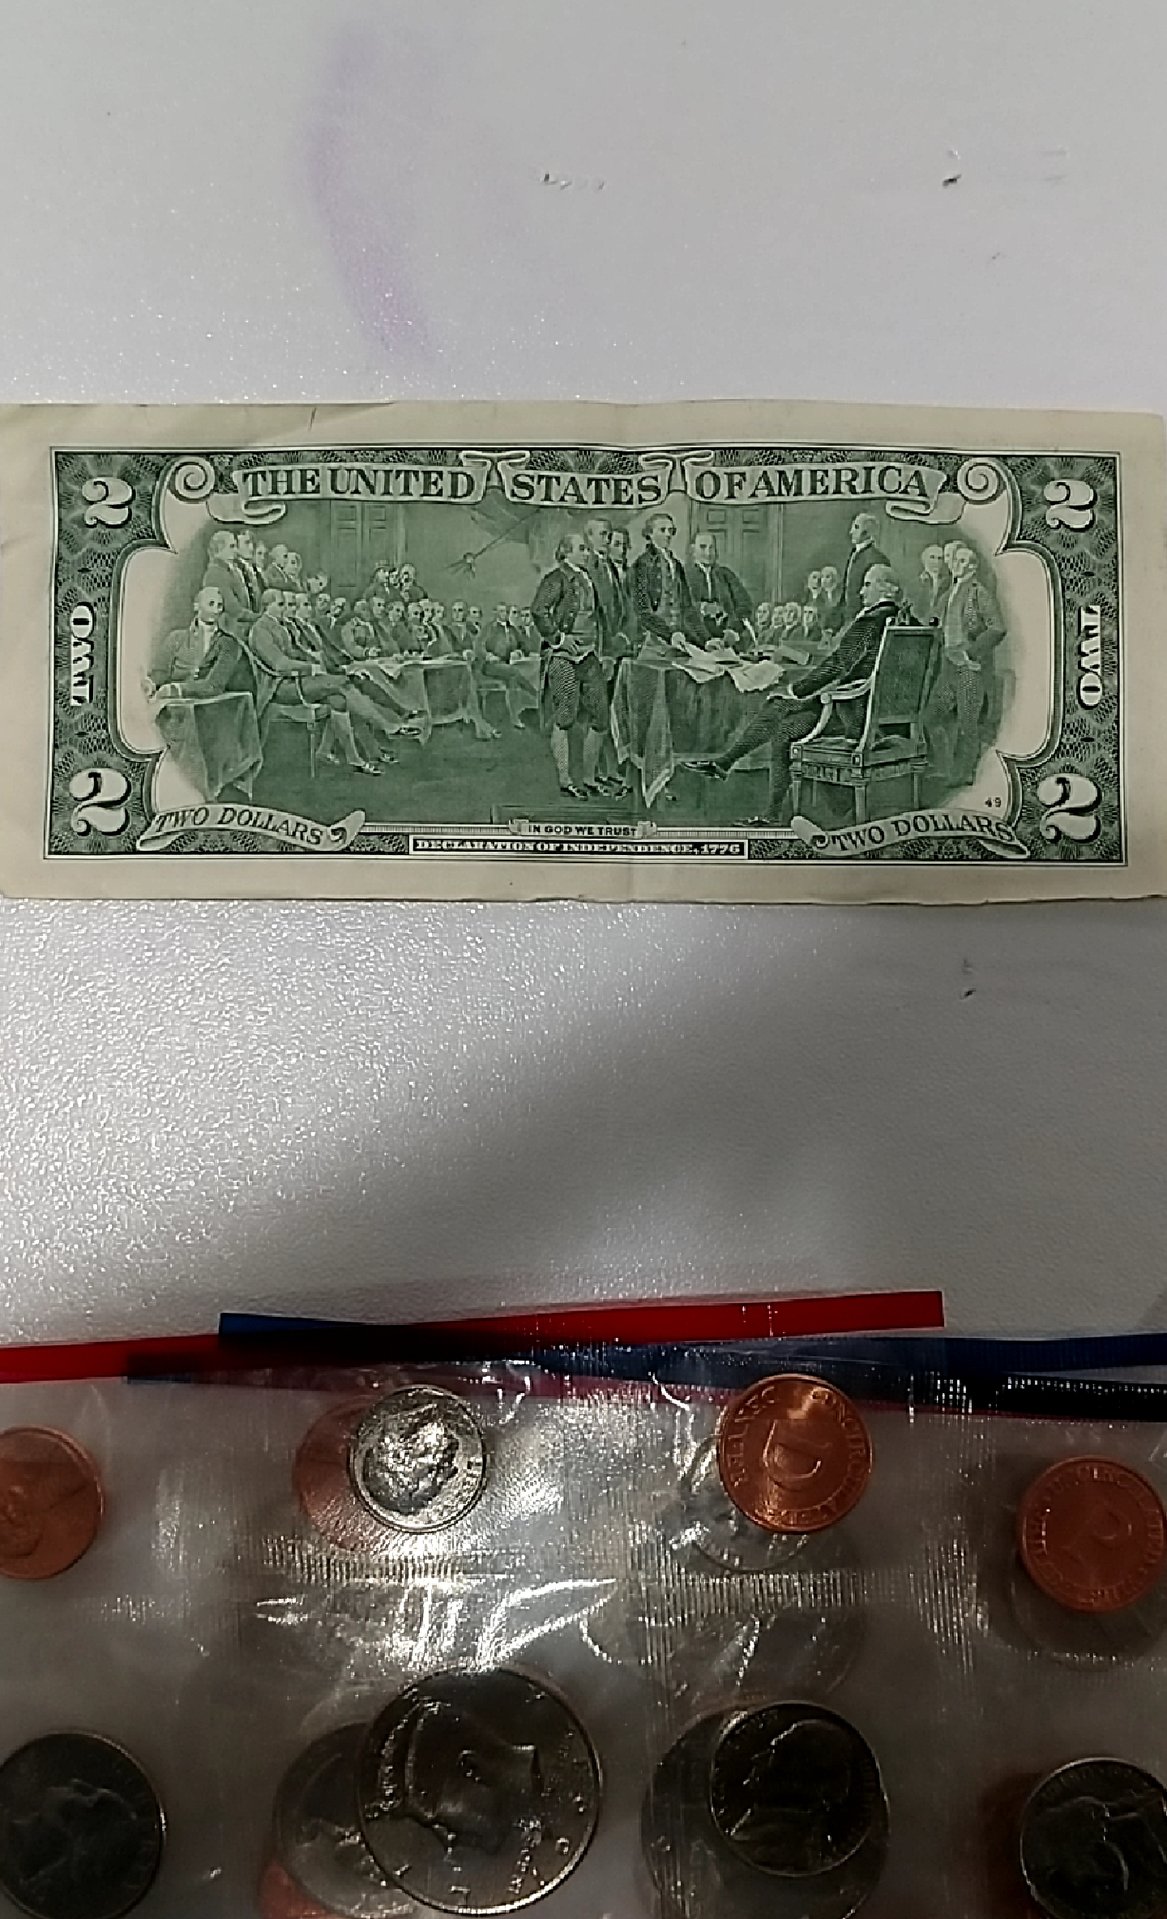 THE UNITED STATES OF AMERICA
2 2
TWO TWO
2 2
49
TWO DOLLARS IN GOD WE TRUST TWO DOLLARS
DECLARATION OF INDEPENDENCE, 1776
D